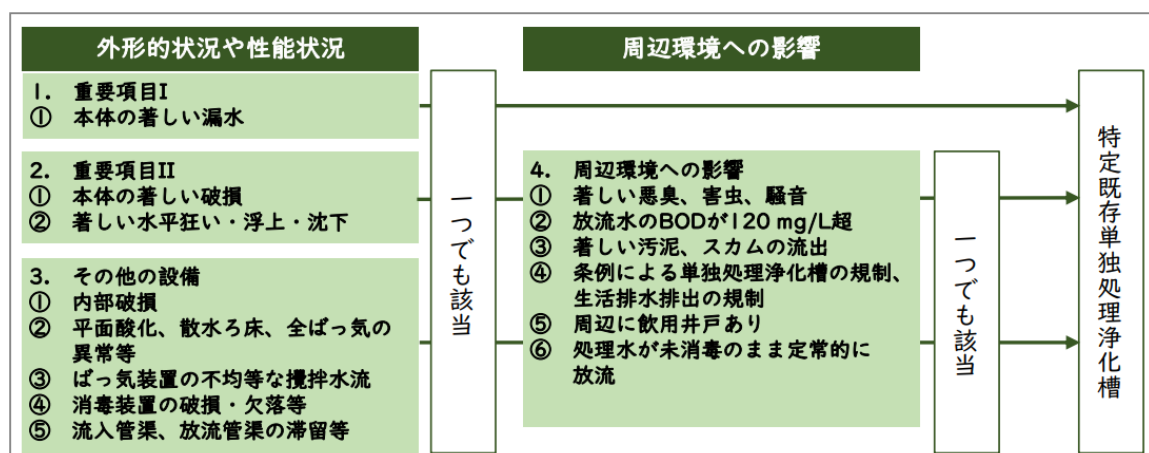 外形的状況や性能状況
1. 重要項目I
① 本体の著しい漏水
2. 重要項目II
① 本体の著しい破損
② 著しい水平狂い・浮上・沈下
3. その他の設備
① 内部破損
② 平面酸化、散水ろ床、全ばっ気の
異常等
③ ばっ気装置の不均等な攪拌水流
④ 消毒装置の破損・欠落等
⑤ 流入管渠、放流管渠の滞留等
一つでも該当
周辺環境への影響
4. 周辺環境への影響
① 著しい悪臭、害虫、騒音
② 放流水のBODが120 mg/L超
③ 著しい汚泥、スカムの流出
④ 条例による単独処理浄化槽の規制、
生活排水排出の規制
⑤ 周辺に飲用井戸あり
⑥ 処理水が未消毒のまま定常的に
放流
一つでも該当
特定既存単独処理浄化槽